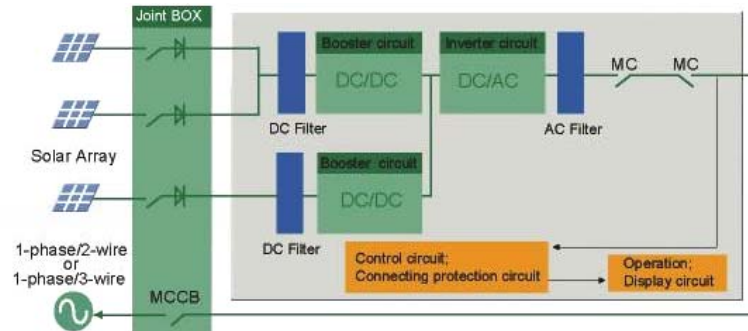 Joint BOX
Booster circuit
DC/DC
Inverter circuit
DC/AC
MC
MC
DC Filter
AC Filter
Solar Array
Booster circuit
DC/DC
DC Filter
1-phase/2-wire
or
1-phase/3-wire
Control circuit;
Connecting protection circuit
Operation;
Display circuit
MCCB